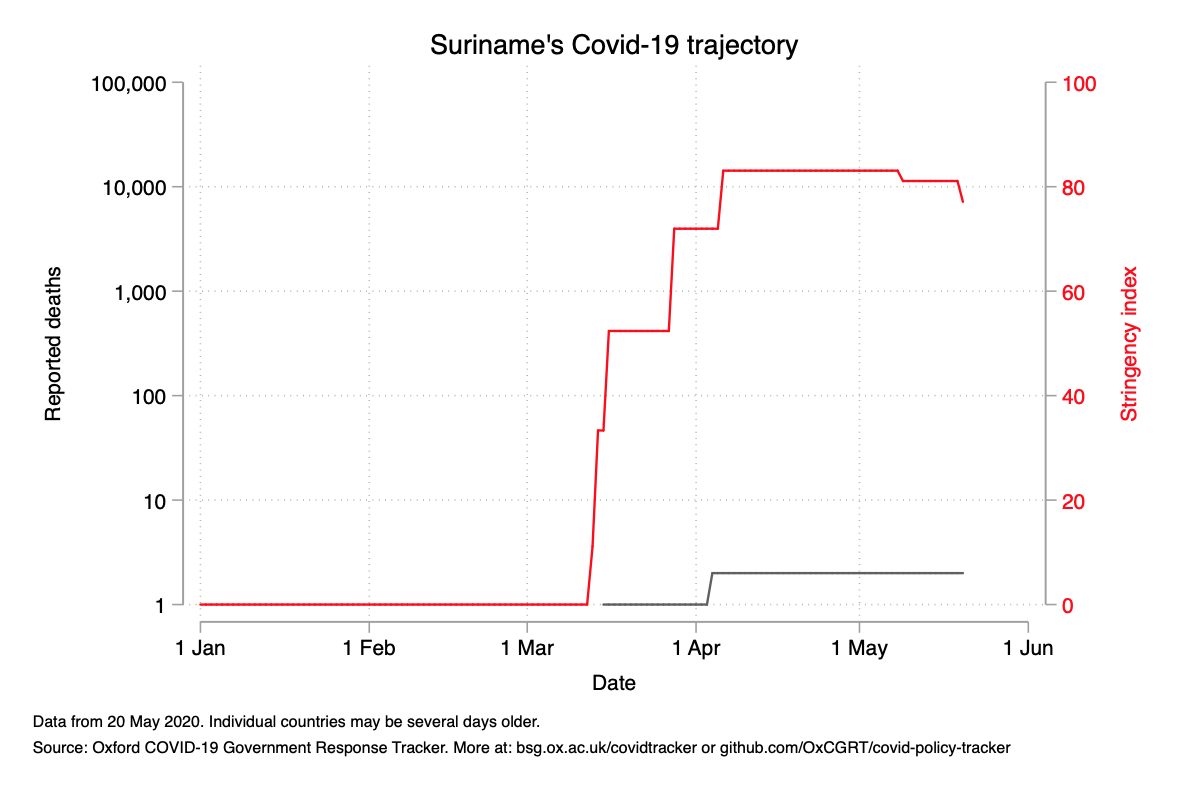 Suriname's Covid-19 trajectory
100,000
10,000
1,000
100
10
1
Reported deaths
100
80
60
40
20
0
Stringency index
1 Jan
1 Feb
1 Mar
1 Apr
1 May
1 Jun
Date
Data from 20 May 2020. Individual countries may be several days older.
Source: Oxford COVID-19 Government Response Tracker. More at: bsg.ox.ac.uk/covidtracker or github.com/OxCGRT/covid-policy-tracker